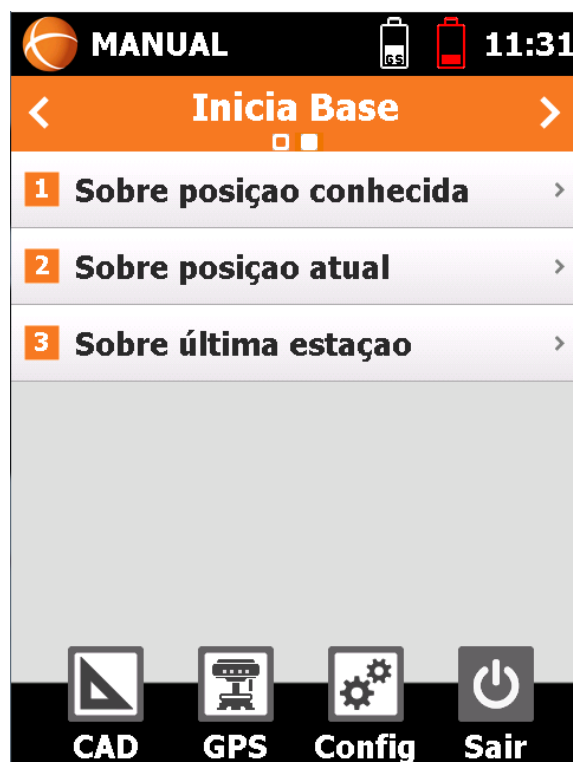 MANUAL GS 11:31
Inicia Base
1 Sobre posiçao conhecida
2 Sobre posiçao atual
3 Sobre última estaçao
CAD GPS Config Sair